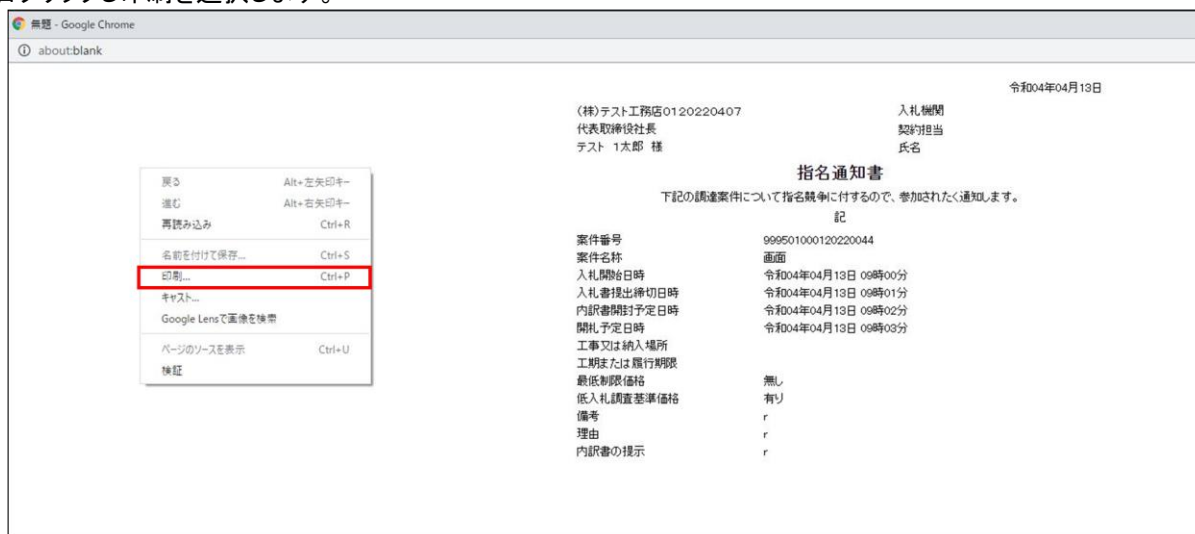 無題 - Google Chrome
about:blank
令和04年04月13日
(株)テスト工務店0120220407 入札機関
代表取締役社長 契約担当
テスト 1太郎 様 氏名
指名通知書
下記の調達案件について指名競争に付するので、参加されたく通知します。
記
戻る Alt+左矢印キー
進む Alt+右矢印キー
再読み込み Ctrl+R
名前を付けて保存... Ctrl+S
印刷... Ctrl+P
キャスト...
Google Lensで画像を検索
ページのソースを表示 Ctrl+U
検証
案件番号 999501000120220044
案件名称 画面
入札開始日時 令和04年04月13日 09時00分
入札書提出締切日時 令和04年04月13日 09時01分
内訳書開封予定日時 令和04年04月13日 09時02分
開札予定日時 令和04年04月13日 09時03分
工事又は納入場所
工期または履行期限
最低制限価格 無し
低入札調査基準価格 有り
備考 r
理由 r
内訳書の提示 r